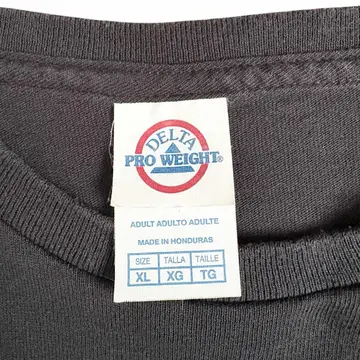 DELTA
PRO WEIGHT®
ADULT ADULTO ADULTE
MADE IN HONDURAS
SIZE TALLA TAILLE
XL XG TG